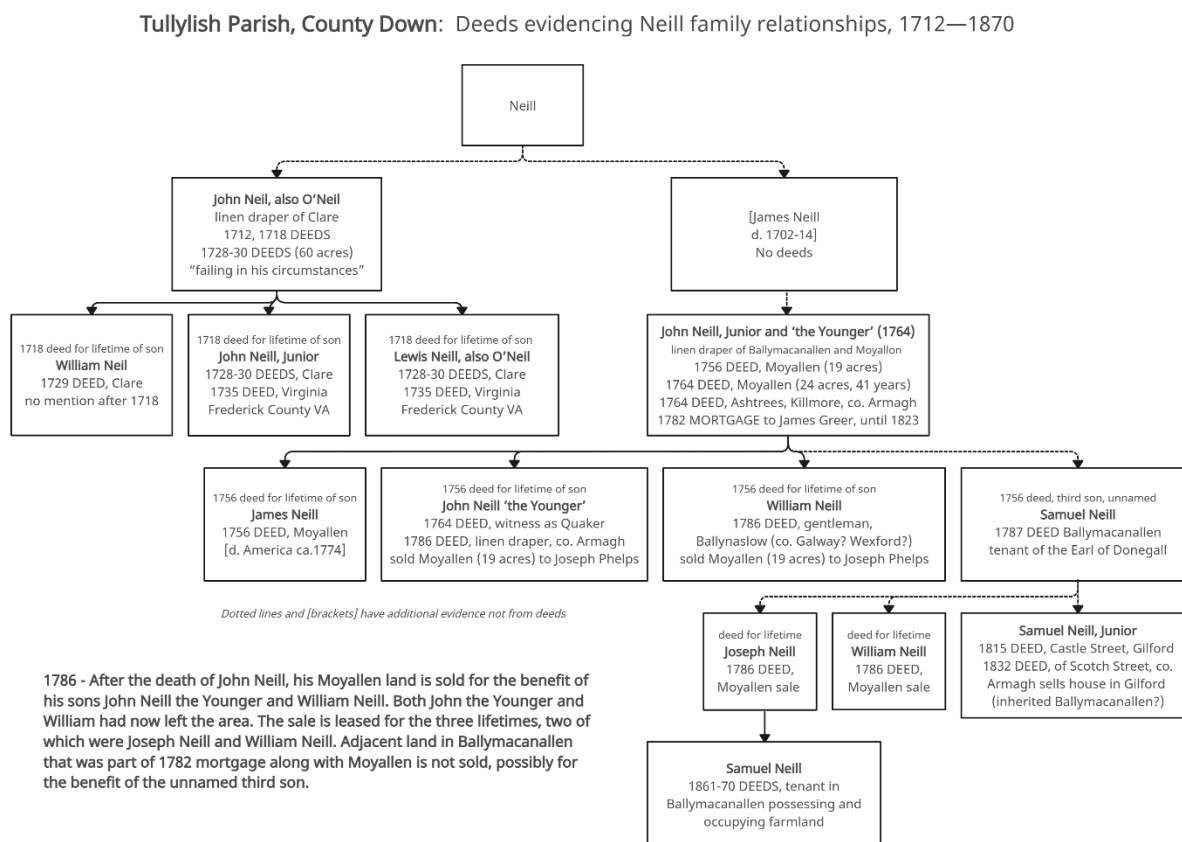 Tullylish Parish, County Down: Deeds evidencing Neill family relationships, 1712—1870
Neill
John Neil, also O’Neil
linen draper of Clare
1712, 1718 DEEDS
1728-30 DEEDS (60 acres)
“failing in his circumstances”
[James Neill
d. 1702-14]
No deeds
1718 deed for lifetime of son
William Neil
1729 DEED, Clare
no mention after 1718
1718 deed for lifetime of son
John Neill, Junior
1728-30 DEEDS, Clare
1735 DEED, Virginia
Frederick County VA
1718 deed for lifetime of son
Lewis Neill, also O’Neil
1728-30 DEEDS, Clare
1735 DEED, Virginia
Frederick County VA
John Neill, Junior and ‘the Younger’ (1764)
linen draper of Ballymacanallen and Moyallon
1756 DEED, Moyallen (19 acres)
1764 DEED, Moyallen (24 acres, 41 years)
1764 DEED, Ashtrees, Killmore, co. Armagh
1782 MORTGAGE to James Greer, until 1823
1756 deed for lifetime of son
James Neill
1756 DEED, Moyallen
[d. America ca.1774]
1756 deed for lifetime of son
John Neill ‘the Younger’
1764 DEED, witness as Quaker
1786 DEED, linen draper, co. Armagh
sold Moyallen (19 acres) to Joseph Phelps
1756 deed for lifetime of son
William Neill
1786 DEED, gentleman,
Ballynaslow (co. Galway? Wexford?)
sold Moyallen (19 acres) to Joseph Phelps
1756 deed, third son, unnamed
Samuel Neill
1787 DEED Ballymacanallen
tenant of the Earl of Donegall
Dotted lines and [brackets] have additional evidence not from deeds
deed for lifetime
Joseph Neill
1786 DEED,
Moyallen sale
deed for lifetime
William Neill
1786 DEED,
Moyallen sale
Samuel Neill, Junior
1815 DEED, Castle Street, Gilford
1832 DEED, of Scotch Street, co.
Armagh sells house in Gilford
(inherited Ballymacanallen?)
1786 - After the death of John Neill, his Moyallen land is sold for the benefit of
his sons John Neill the Younger and William Neill. Both John the Younger and
William had now left the area. The sale is leased for the three lifetimes, two of
which were Joseph Neill and William Neill. Adjacent land in Ballymacanallen
that was part of 1782 mortgage along with Moyallen is not sold, possibly for
the benefit of the unnamed third son.
Samuel Neill
1861-70 DEEDS, tenant in
Ballymacanallen possessing and
occupying farmland